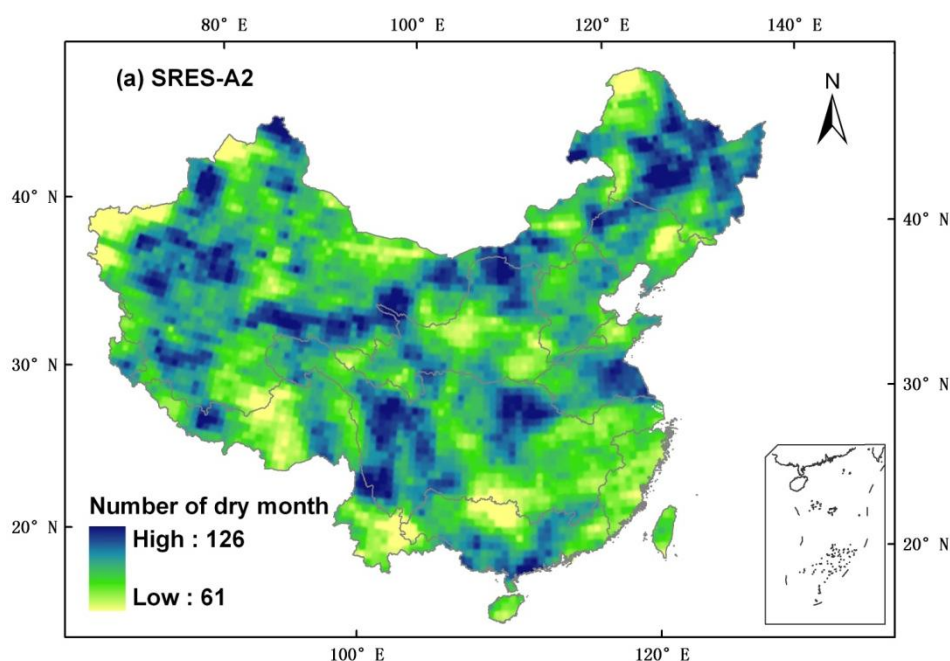 80° E 100° E 120° E 140° E
(a) SRES-A2
N
40° N 40° N
30° N 30° N
Number of dry month
High : 126
20° N 20° N
Low : 61
100° E 120° E